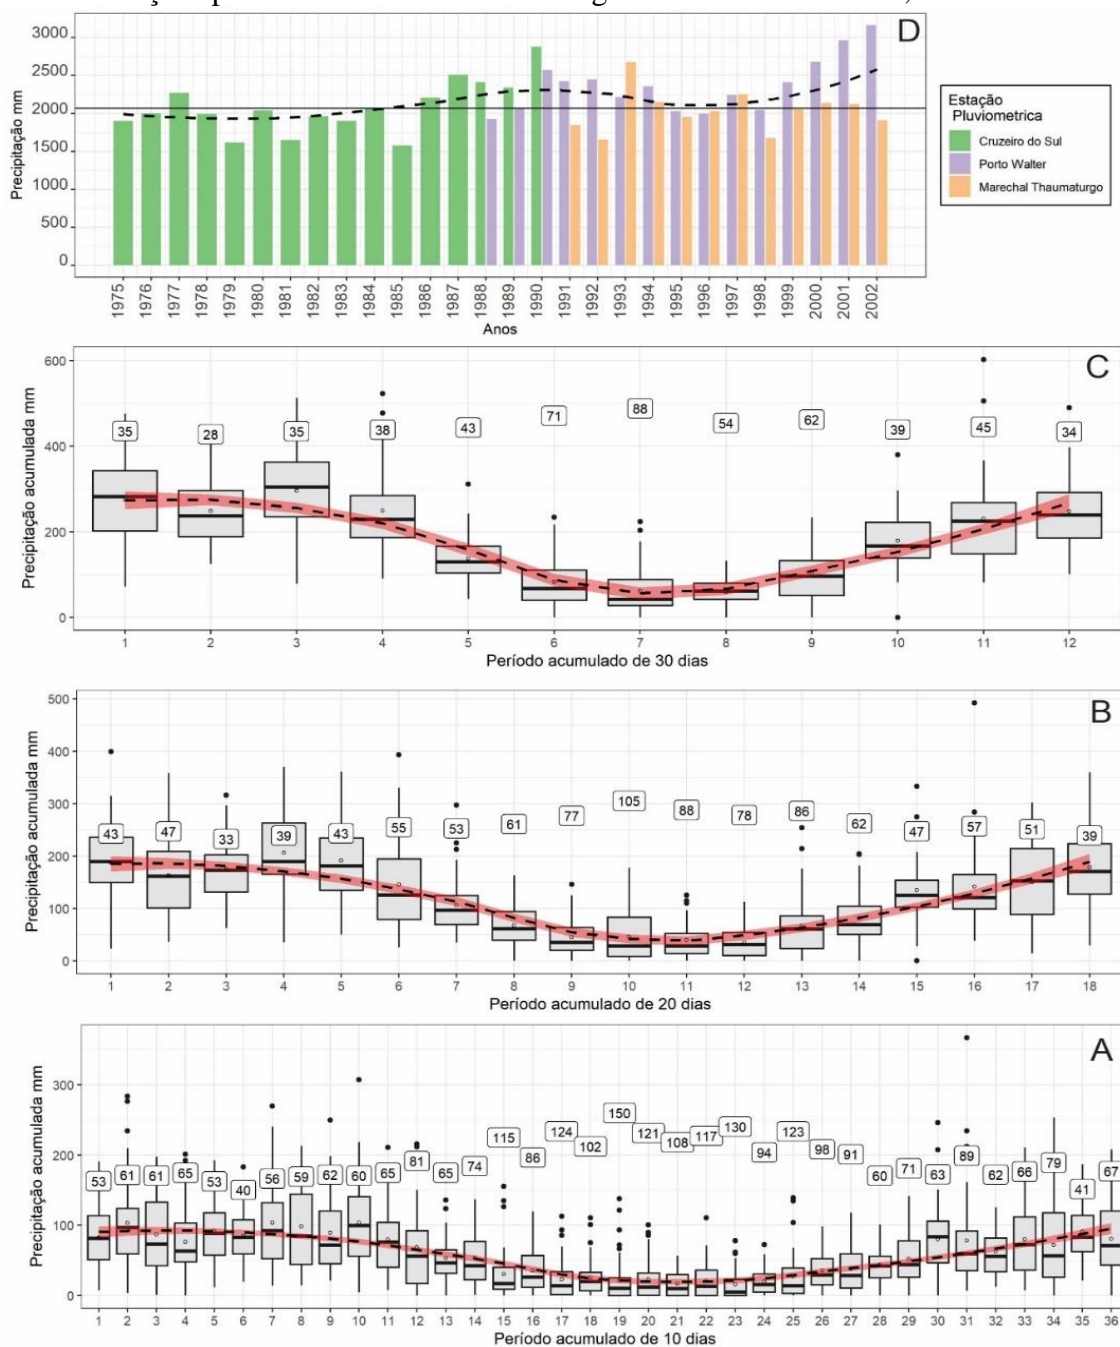 D
3000
2500
2000
1500
1000
500
0
Precipitação mm
1975 1976 1977 1978 1979 1980 1981 1982 1983 1984 1985 1986 1987 1988 1989 1990 1991 1992 1993 1994 1995 1996 1997 1998 1999 2000 2001 2002
Anos
Estação
Pluviometrica
Cruzeiro do Sul
Porto Walter
Marechal Thaumaturgo
C
600
400
200
0
Precipitação acumulada mm
35 28 35 38 43 71 88 54 62 39 45 34
1 2 3 4 5 6 7 8 9 10 11 12
Período acumulado de 30 dias
B
500
400
300
200
100
0
Precipitação acumulada mm
43 47 33 39 43 55 53 61 77 105 88 78 86 62 47 57 51 39
1 2 3 4 5 6 7 8 9 10 11 12 13 14 15 16 17 18
Período acumulado de 20 dias
A
300
200
100
0
Precipitação acumulada mm
53 61 61 65 53 40 56 59 62 60 65 81 65 74 115 86 124 102 150 121 108 117 130 94 123 98 91 60 71 63 89 62 66 79 41 67
1 2 3 4 5 6 7 8 9 10 11 12 13 14 15 16 17 18 19 20 21 22 23 24 25 26 27 28 29 30 31 32 33 34 35 36
Período acumulado de 10 dias